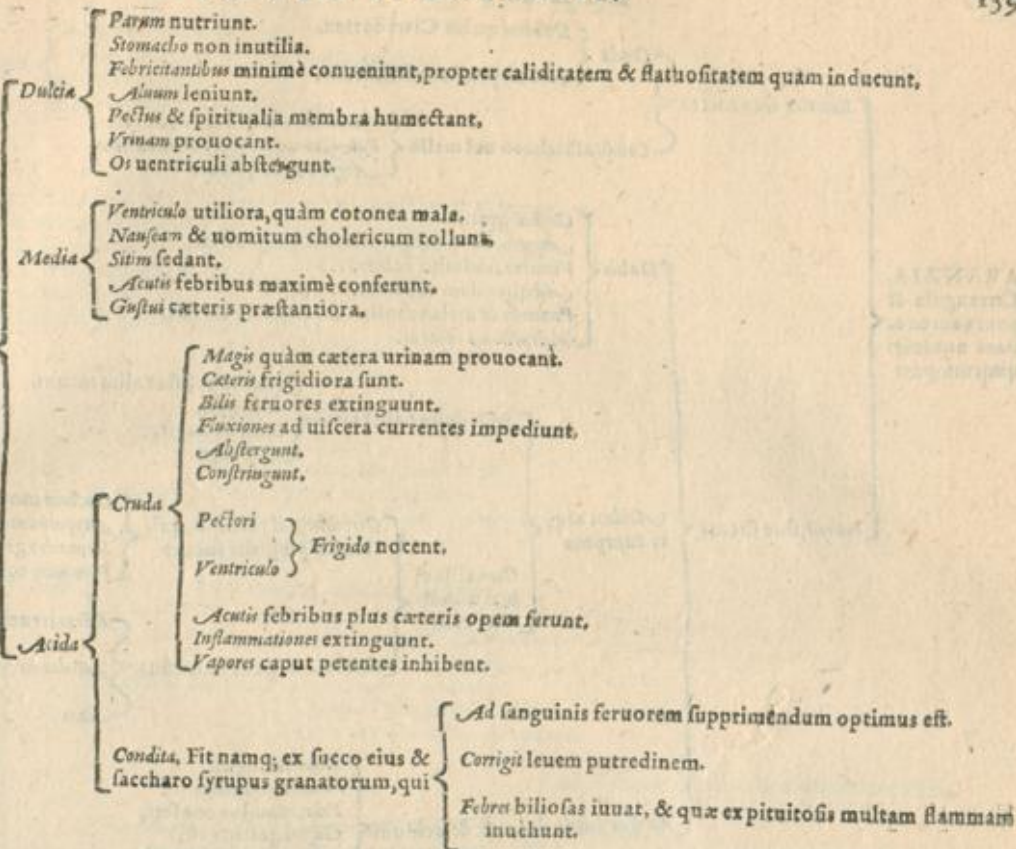 139
Parum nutriunt.
Stomacho non inutilia.
Febricitantibus minimè conueniunt, propter caliditatem & flatuoſitatem quam inducunt,
Dulcia
Aluum leniunt.
Pectus & ſpiritualia membra humectant,
Vrinam prouocant.
Os uentriculi abſtergunt.
Ventriculo utiliora, quàm cotonea mala.
Nauſeam & uomitum cholericum tollunt.
Media
Sitim ſedant.
Acutis febribus maximè conferunt.
Guſtui cæteris præſtantiora.
Magis quàm cætera urinam prouocant.
Cæteris frigidiora ſunt.
Bilis feruores extinguunt.
Fluxiones ad uiſcera currentes impediunt,
Abſtergunt.
Conſtringunt.
Cruda
Pectori
Frigido nocent.
Ventriculo
Acutis febribus plus cæteris opem ferunt,
Inflammationes extinguunt.
Vapores caput petentes inhibent.
Acida
Ad ſanguinis feruorem ſupprimendum optimus eſt.
Condita, Fit namq; ex ſucco eius &
ſaccharo ſyrupus granatorum, qui
Corrigit leuem putredinem.
Febres bilioſas iuuat, & quæ ex pituitoſis multam flammam
inuehunt.